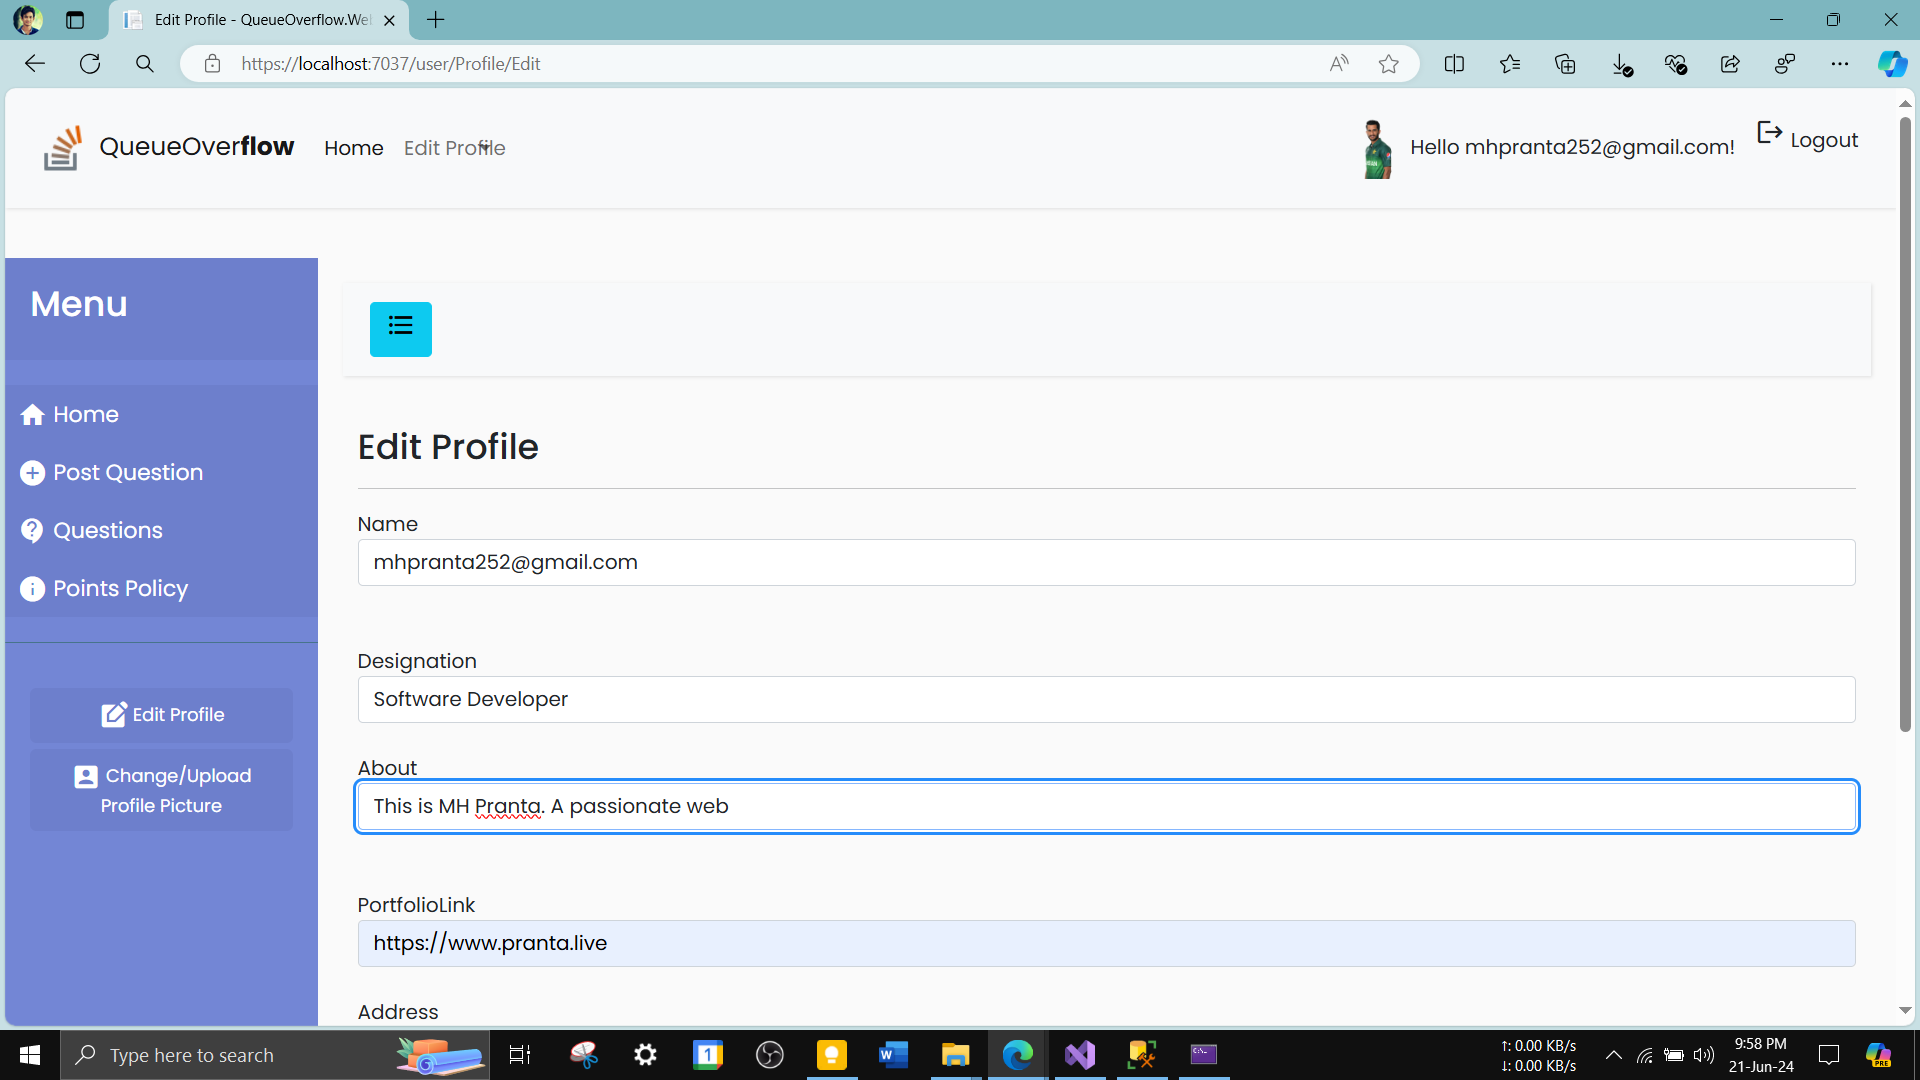 Edit Profile - QueueOverflow.We
https://localhost:7037/user/Profile/Edit
QueueOverflow
Home
Edit Profile
Hello mhpranta252@gmail.com!
Logout
Menu
Home
Post Question
Questions
Points Policy
Edit Profile
Change/Upload
Profile Picture
Edit Profile
Name
mhpranta252@gmail.com
Designation
Software Developer
About
This is MH Pranta. A passionate web
PortfolioLink
https://www.pranta.live
Address
Type here to search
1
W
↑: 0.00 KB/s
↓: 0.00 KB/s
9:58 PM
21-Jun-24
PRE